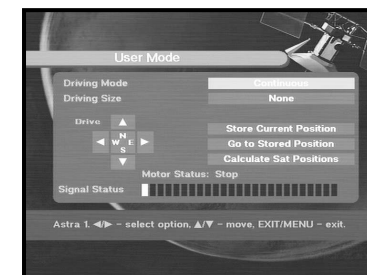 User Mode
Driving Mode Continuous
Driving Size None
Drive
N
W E
S
Store Current Position
Go to Stored Position
Calculate Sat Positions
Motor Status: Stop
Signal Status
Astra 1. ◄/► – select option, ▲/▼ – move, EXIT/MENU – exit.